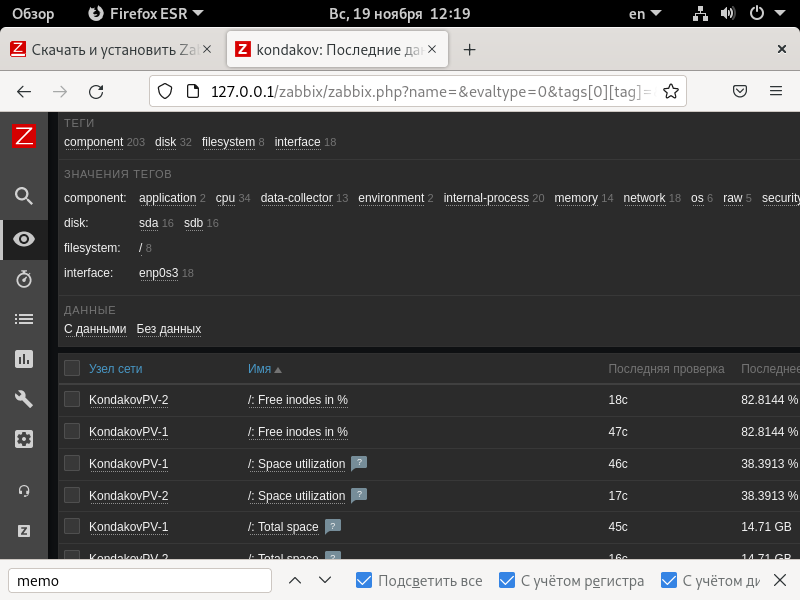 Обзор Firefox ESR Вс, 19 ноября 12:19 en
Скачать и установить Za kondakov: Последние да
127.0.0.1/zabbix/zabbix.php?name=&evaltype=0&tags[0][tag]=
ТЕГИ
component 203 disk 32 filesystem 8 interface 18
ЗНАЧЕНИЯ ТЕГОВ
component: application 2 cpu 34 data-collector 13 environment 2 internal-process 20 memory 14 network 18 os 6 raw 5 security
disk: sda 16 sdb 16
filesystem: / 8
interface: enp0s3 18
ДАННЫЕ
С данными Без данных
Узел сети Имя Последняя проверка Последнее
KondakovPV-2 /: Free inodes in % 18с 82.8144 %
KondakovPV-1 /: Free inodes in % 47с 82.8144 %
KondakovPV-1 /: Space utilization ? 46с 38.3913 %
KondakovPV-2 /: Space utilization ? 17с 38.3913 %
KondakovPV-1 /: Total space ? 45с 14.71 GB
KondakovPV-2 /: Total space ? 16с 14.71 GB
memo Подсветить все С учётом регистра С учётом ди